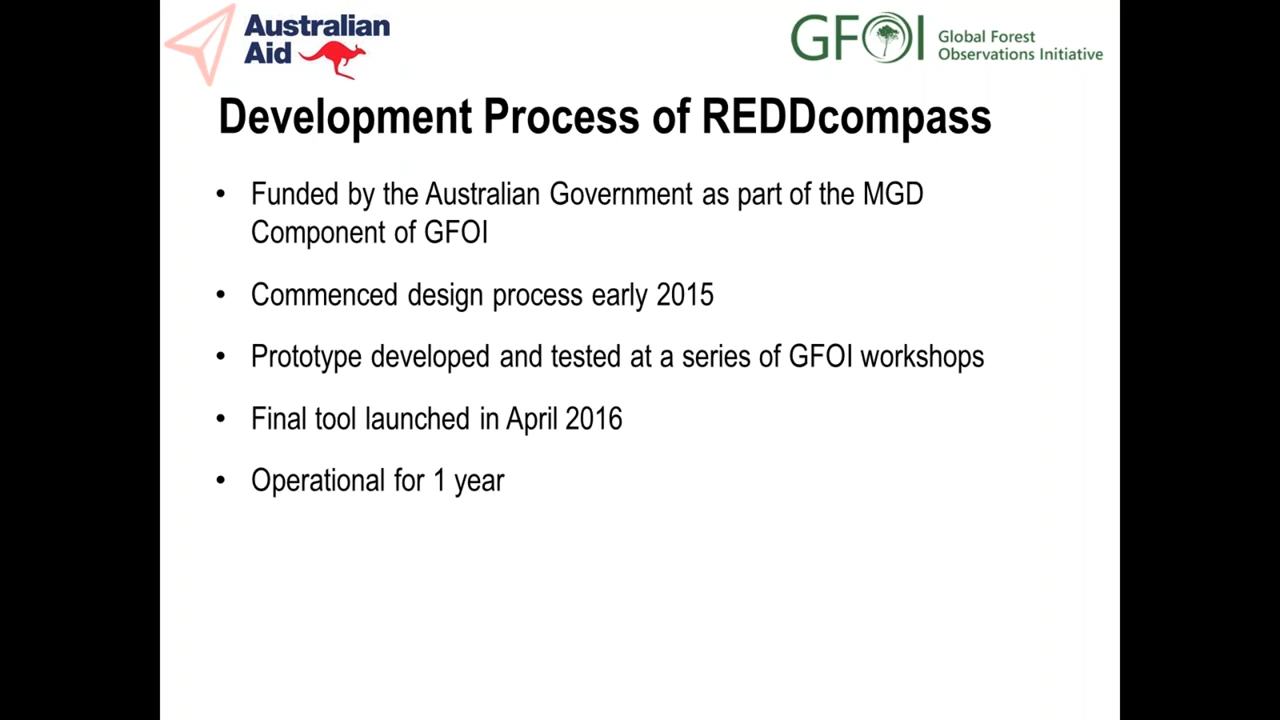 Australian
Aid
GFOI
Global Forest
Observations Initiative
Development Process of REDDcompass
• Funded by the Australian Government as part of the MGD
Component of GFOI
• Commenced design process early 2015
• Prototype developed and tested at a series of GFOI workshops
• Final tool launched in April 2016
• Operational for 1 year